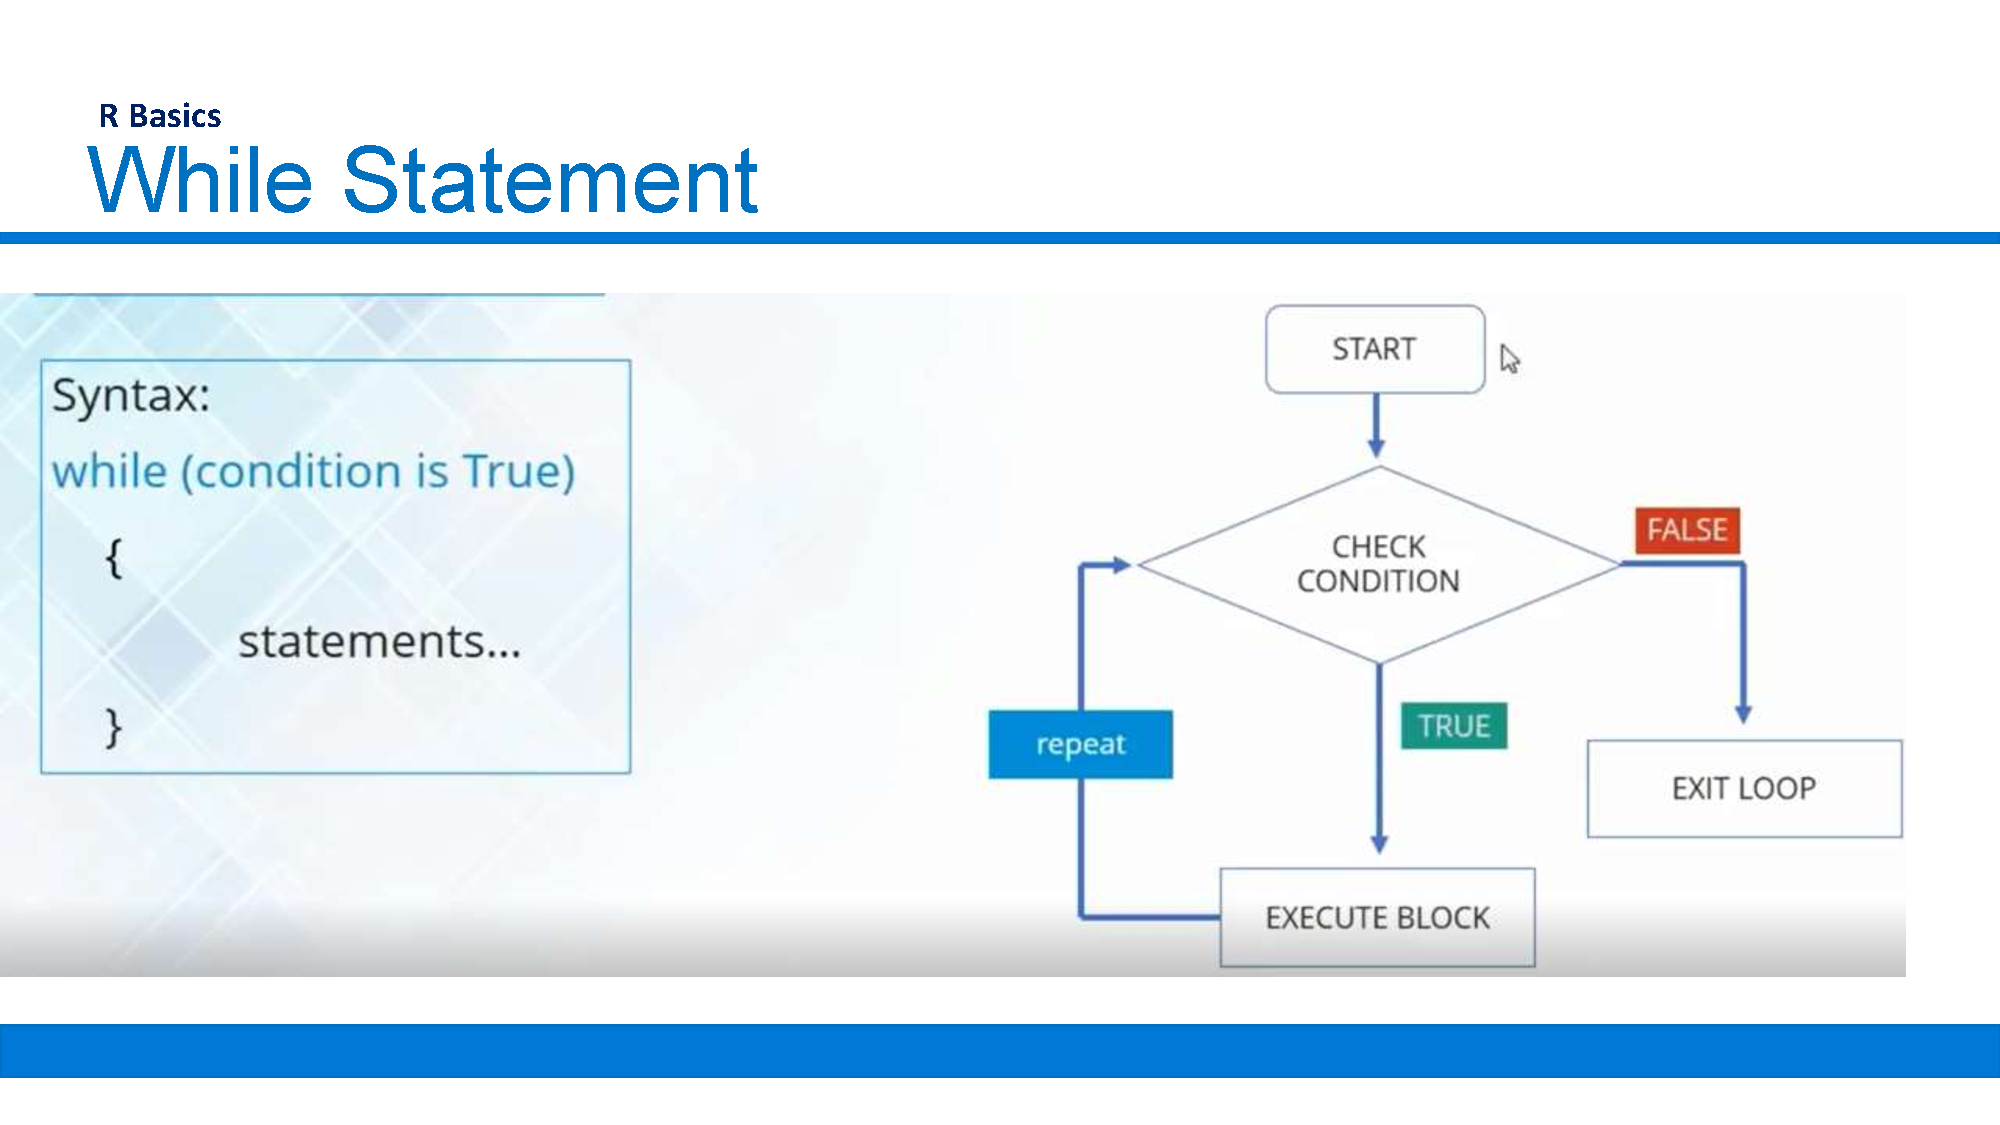 R Basics
While Statement
Syntax:
while (condition is True)
{
statements...
}
START
CHECK
CONDITION
FALSE
TRUE
repeat
EXIT LOOP
EXECUTE BLOCK